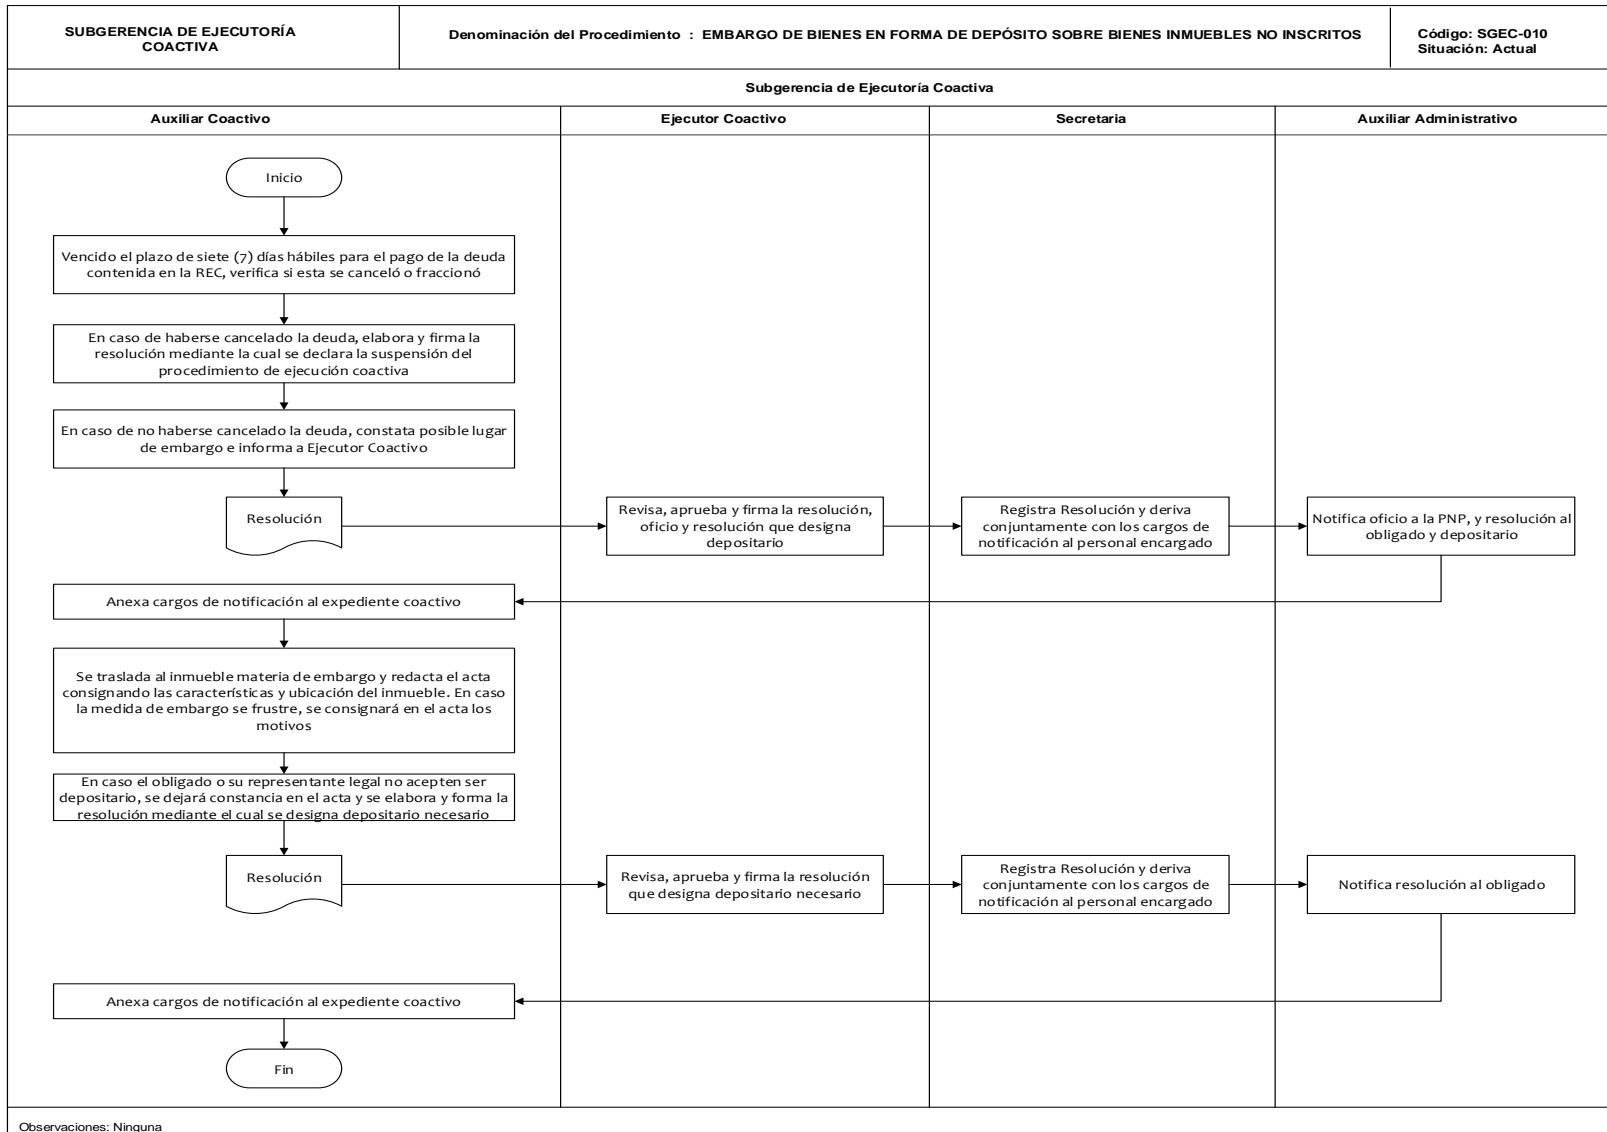 SUBGERENCIA DE EJECUTORÍA
COACTIVA
Denominación del Procedimiento : EMBARGO DE BIENES EN FORMA DE DEPÓSITO SOBRE BIENES INMUEBLES NO INSCRITOS
Código: SGEC-010
Situación: Actual
Subgerencia de Ejecutoría Coactiva
Auxiliar Coactivo
Ejecutor Coactivo
Secretaria
Auxiliar Administrativo
Inicio
Vencido el plazo de siete (7) días hábiles para el pago de la deuda
contenida en la REC, verifica si esta se canceló o fraccionó
En caso de haberse cancelado la deuda, elabora y firma la
resolución mediante la cual se declara la suspensión del
procedimiento de ejecución coactiva
En caso de no haberse cancelado la deuda, constata posible lugar
de embargo e informa a Ejecutor Coactivo
Resolución
Revisa, aprueba y firma la resolución,
oficio y resolución que designa
depositario
Registra Resolución y deriva
conjuntamente con los cargos de
notificación al personal encargado
Notifica oficio a la PNP, y resolución al
obligado y depositario
Anexa cargos de notificación al expediente coactivo
Se traslada al inmueble materia de embargo y redacta el acta
consignando las características y ubicación del inmueble. En caso
la medida de embargo se frustre, se consignará en el acta los
motivos
En caso el obligado o su representante legal no acepten ser
depositario, se dejará constancia en el acta y se elabora y forma la
resolución mediante el cual se designa depositario necesario
Resolución
Revisa, aprueba y firma la resolución
que designa depositario necesario
Registra Resolución y deriva
conjuntamente con los cargos de
notificación al personal encargado
Notifica resolución al obligado
Anexa cargos de notificación al expediente coactivo
Fin
Observaciones: Ninguna